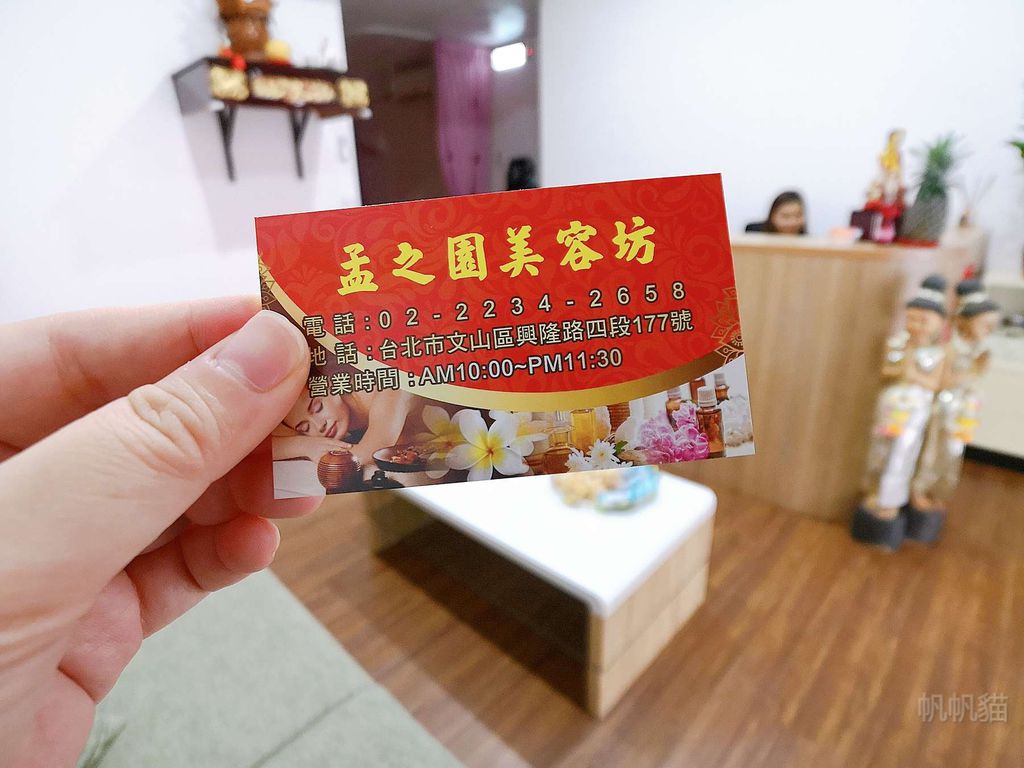 孟之園美容坊
電話:02-2234-2658
地話:台北市文山區興隆路四段177號
營業時間:AM10:00~PM11:30
帆帆貓